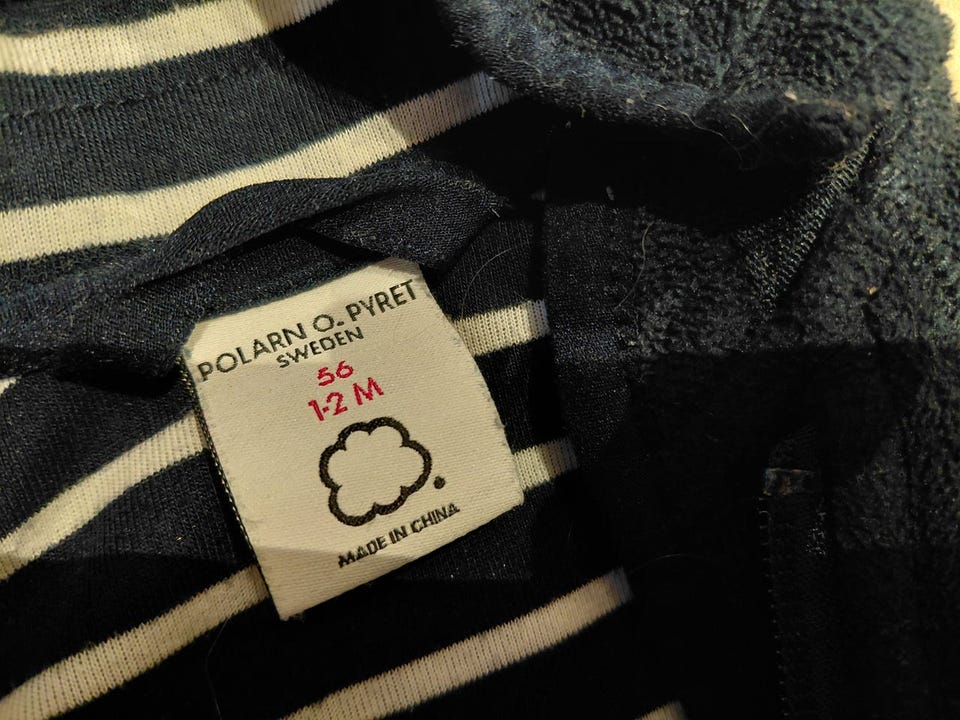 POLARN O. PYRET
SWEDEN
56
1-2 M
MADE IN CHINA